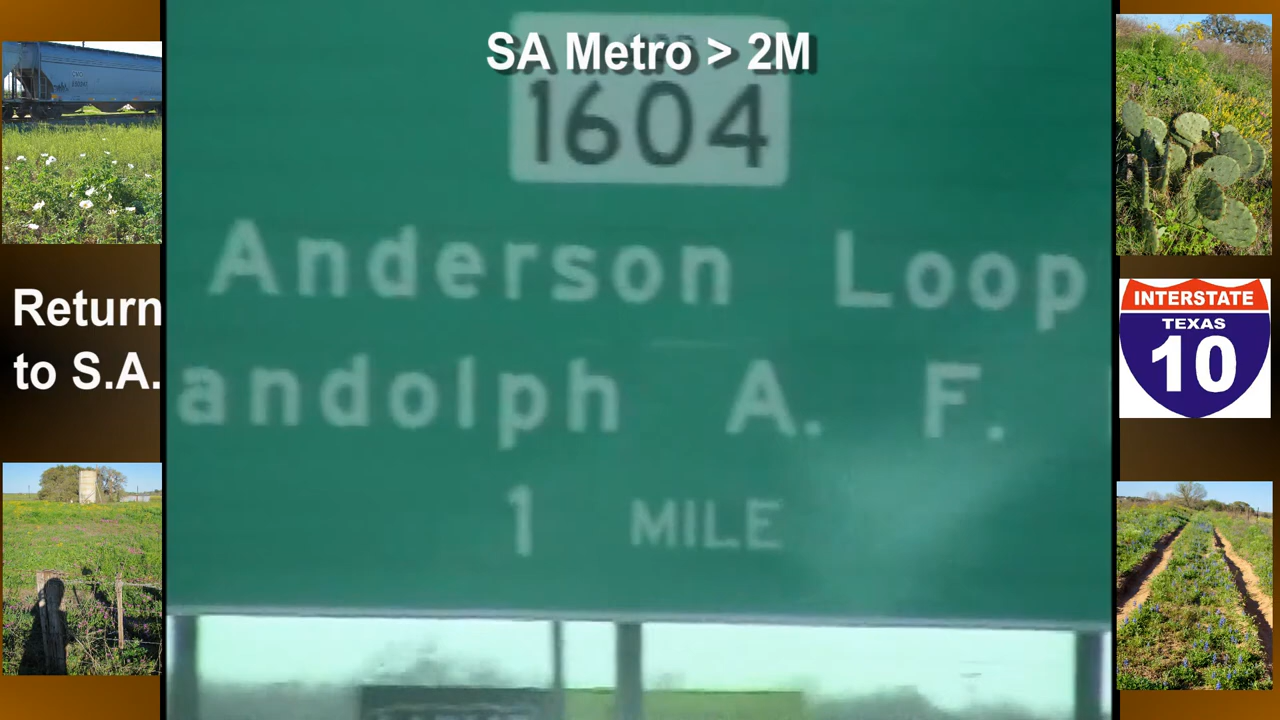 SA Metro > 2M
1604
Anderson Loop
andolph A. F.
1 MILE
Return
to S.A.
INTERSTATE
TEXAS
10